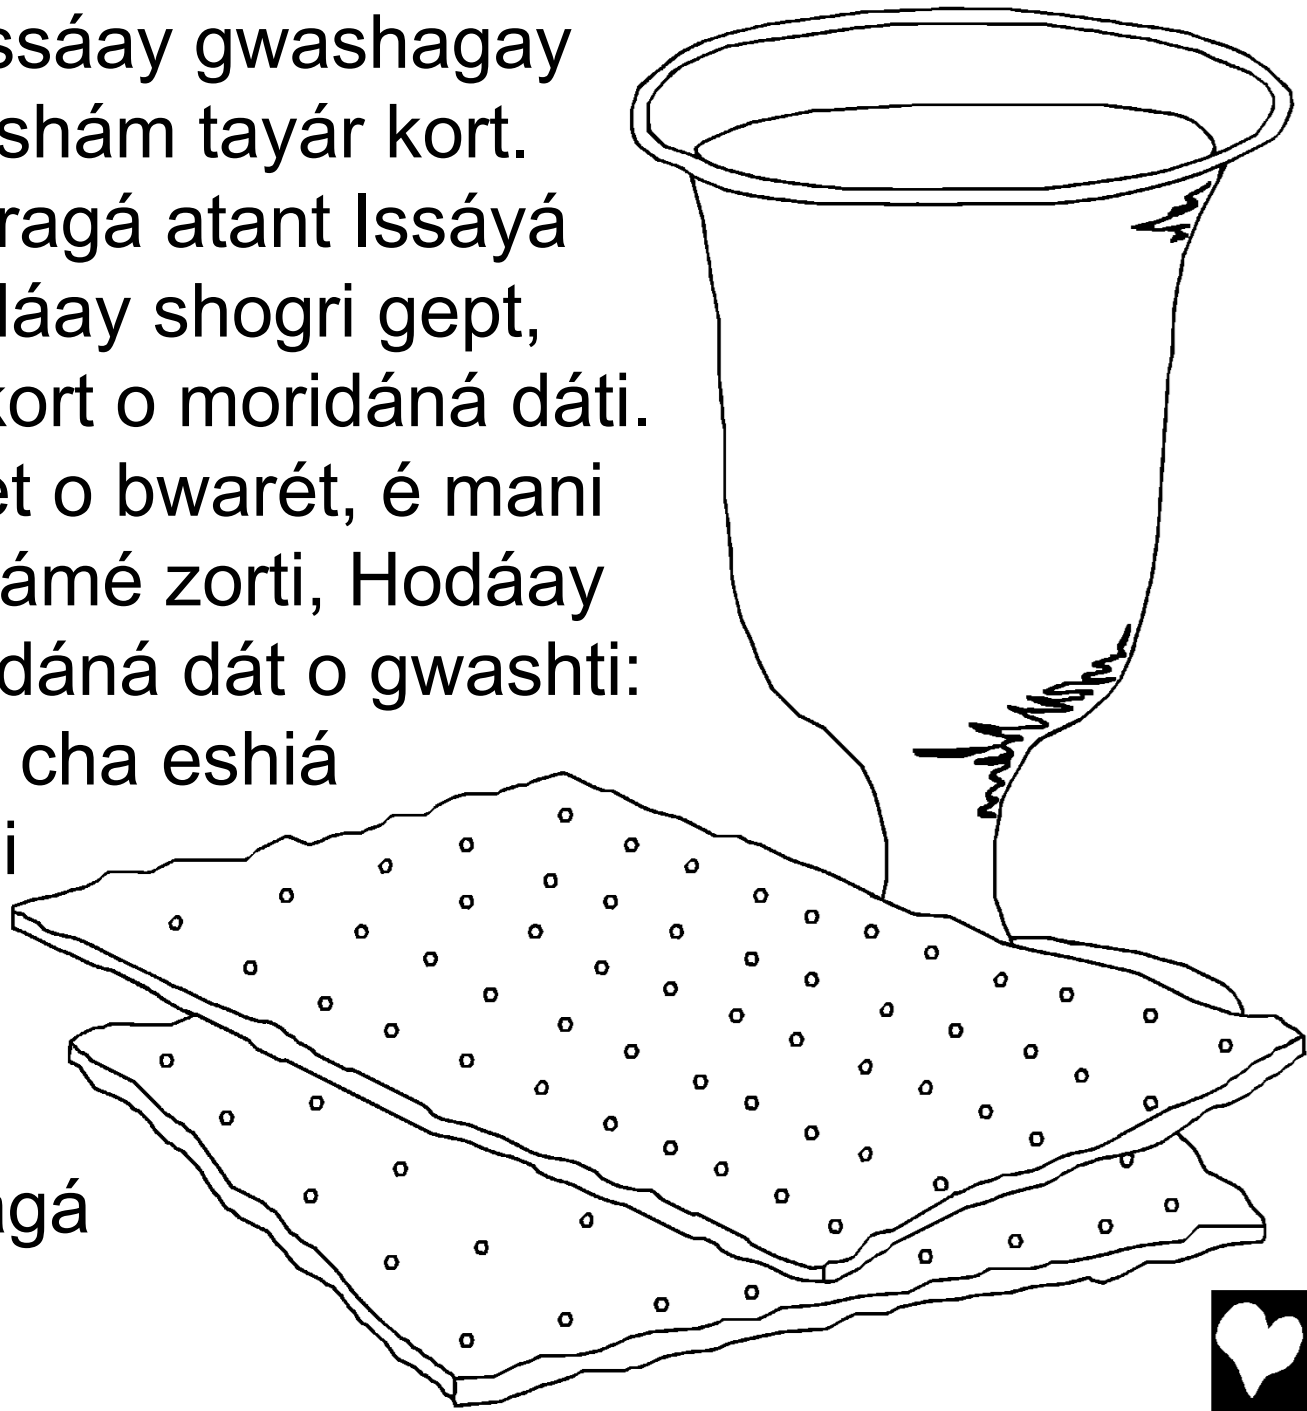 ssáay gwashagay
shám tayár kort.
ragá atant Issáyá
láay shogri gept,
kort o moridáná dáti.
et o bwarét, é mani
ámé zorti, Hodáay
dáná dát o gwashti:
cha eshiá
i
agá